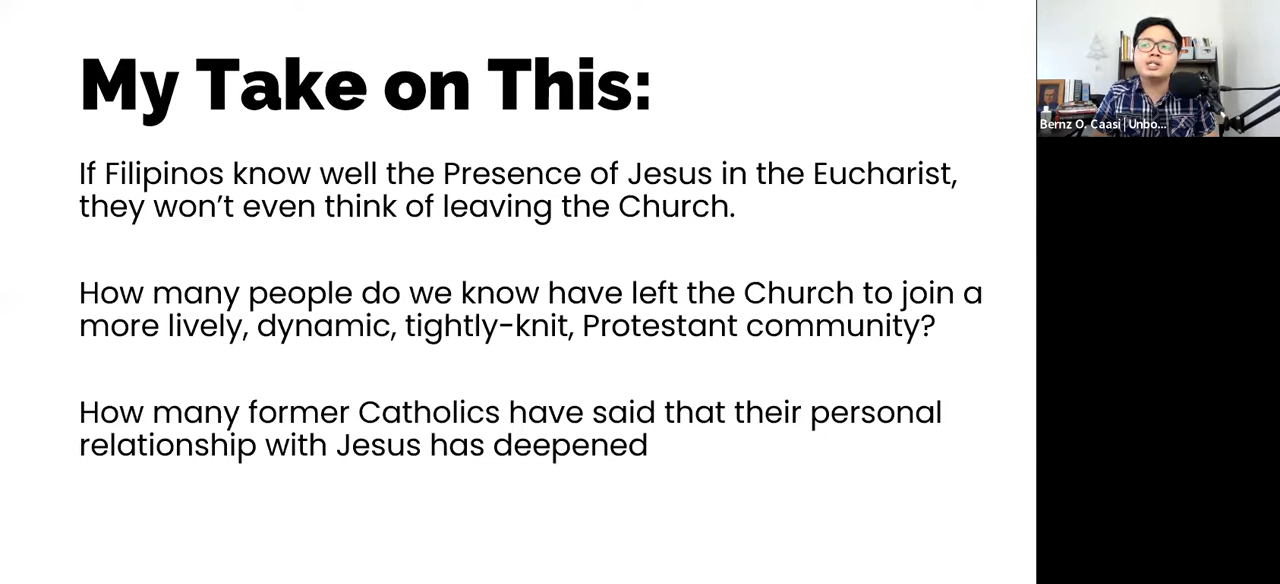 My Take on This:
If Filipinos know well the Presence of Jesus in the Eucharist,
they won't even think of leaving the Church.
How many people do we know have left the Church to join a
more lively, dynamic, tightly-knit, Protestant community?
How many former Catholics have said that their personal
relationship with Jesus has deepened
Bernz O. Caasi | Unbo...